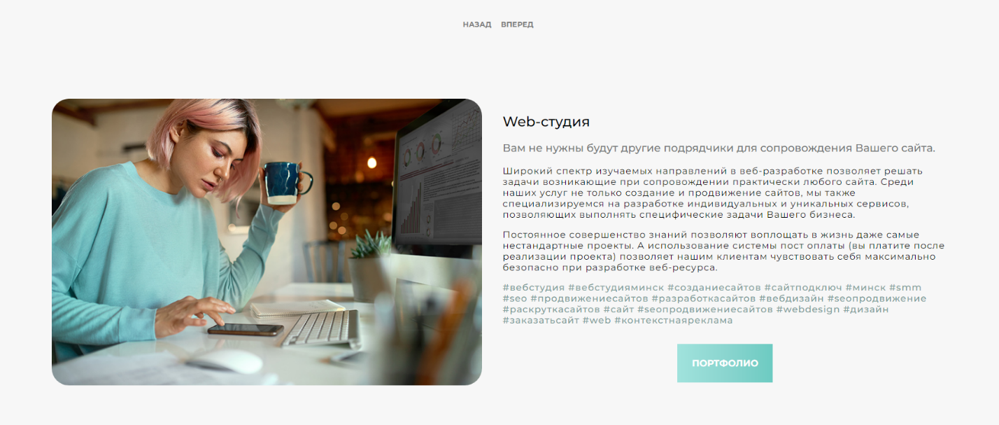 НАЗАД ВПЕРЕД
Web-студия
Вам не нужны будут другие подрядчики для сопровождения Вашего сайта.
Широкий спектр изучаемых направлений в веб-разработке позволяет решать
задачи возникающие при сопровождении практически любого сайта. Среди
наших услуг не только создание и продвижение сайтов, мы также
специализируемся на разработке индивидуальных и уникальных сервисов,
позволяющих выполнять специфические задачи Вашего бизнеса.
Постоянное совершенство знаний позволяют воплощать в жизнь даже самые
нестандартные проекты. А использование системы пост оплаты (вы платите после
реализации проекта) позволяет нашим клиентам чувствовать себя максимально
безопасно при разработке веб-ресурса.
#вебстудия #вебстудияминск #созданиесайтов #сайтподключ #минск #smm
#seo #продвижениесайтов #разработкасайтов #вебдизайн #seoпродвижение
#раскруткасайтов #сайт #seoпродвижениесайтов #webdesign #дизайн
#заказатьсайт #web #контекстнаяреклама
ПОРТФОЛИО